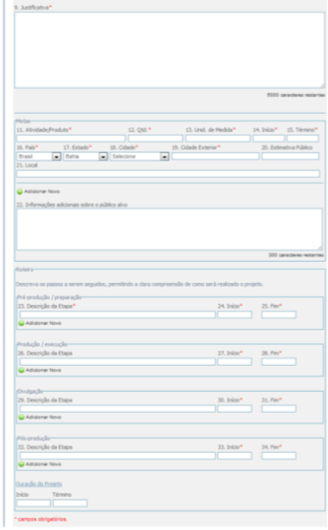 9. Justificativa*
5000 caracteres restantes
Metas
11. Atividade/Produto* 12. Qtd.* 13. Unid. de Medida* 14. Início* 15. Término*
16. País* 17. Estado* 18. Cidade* 19. Cidade Exterior* 20. Estimativa Público
Brasil Bahia Selecione
21. Local
Adicionar Novo
22. Informações adicionais sobre o público alvo
500 caracteres restantes
Roteiro
Descreva os passos a serem seguidos, permitindo a clara compreensão de como será realizado o projeto.
Pré-produção / preparação
23. Descrição da Etapa* 24. Início* 25. Fim*
Adicionar Novo
Produção / execução
26. Descrição da Etapa 27. Início* 28. Fim*
Adicionar Novo
Divulgação
29. Descrição da Etapa 30. Início* 31. Fim*
Adicionar Novo
Pós-produção
32. Descrição da Etapa 33. Início* 34. Fim*
Adicionar Novo
Duração do Projeto
Início Término
* campos obrigatórios